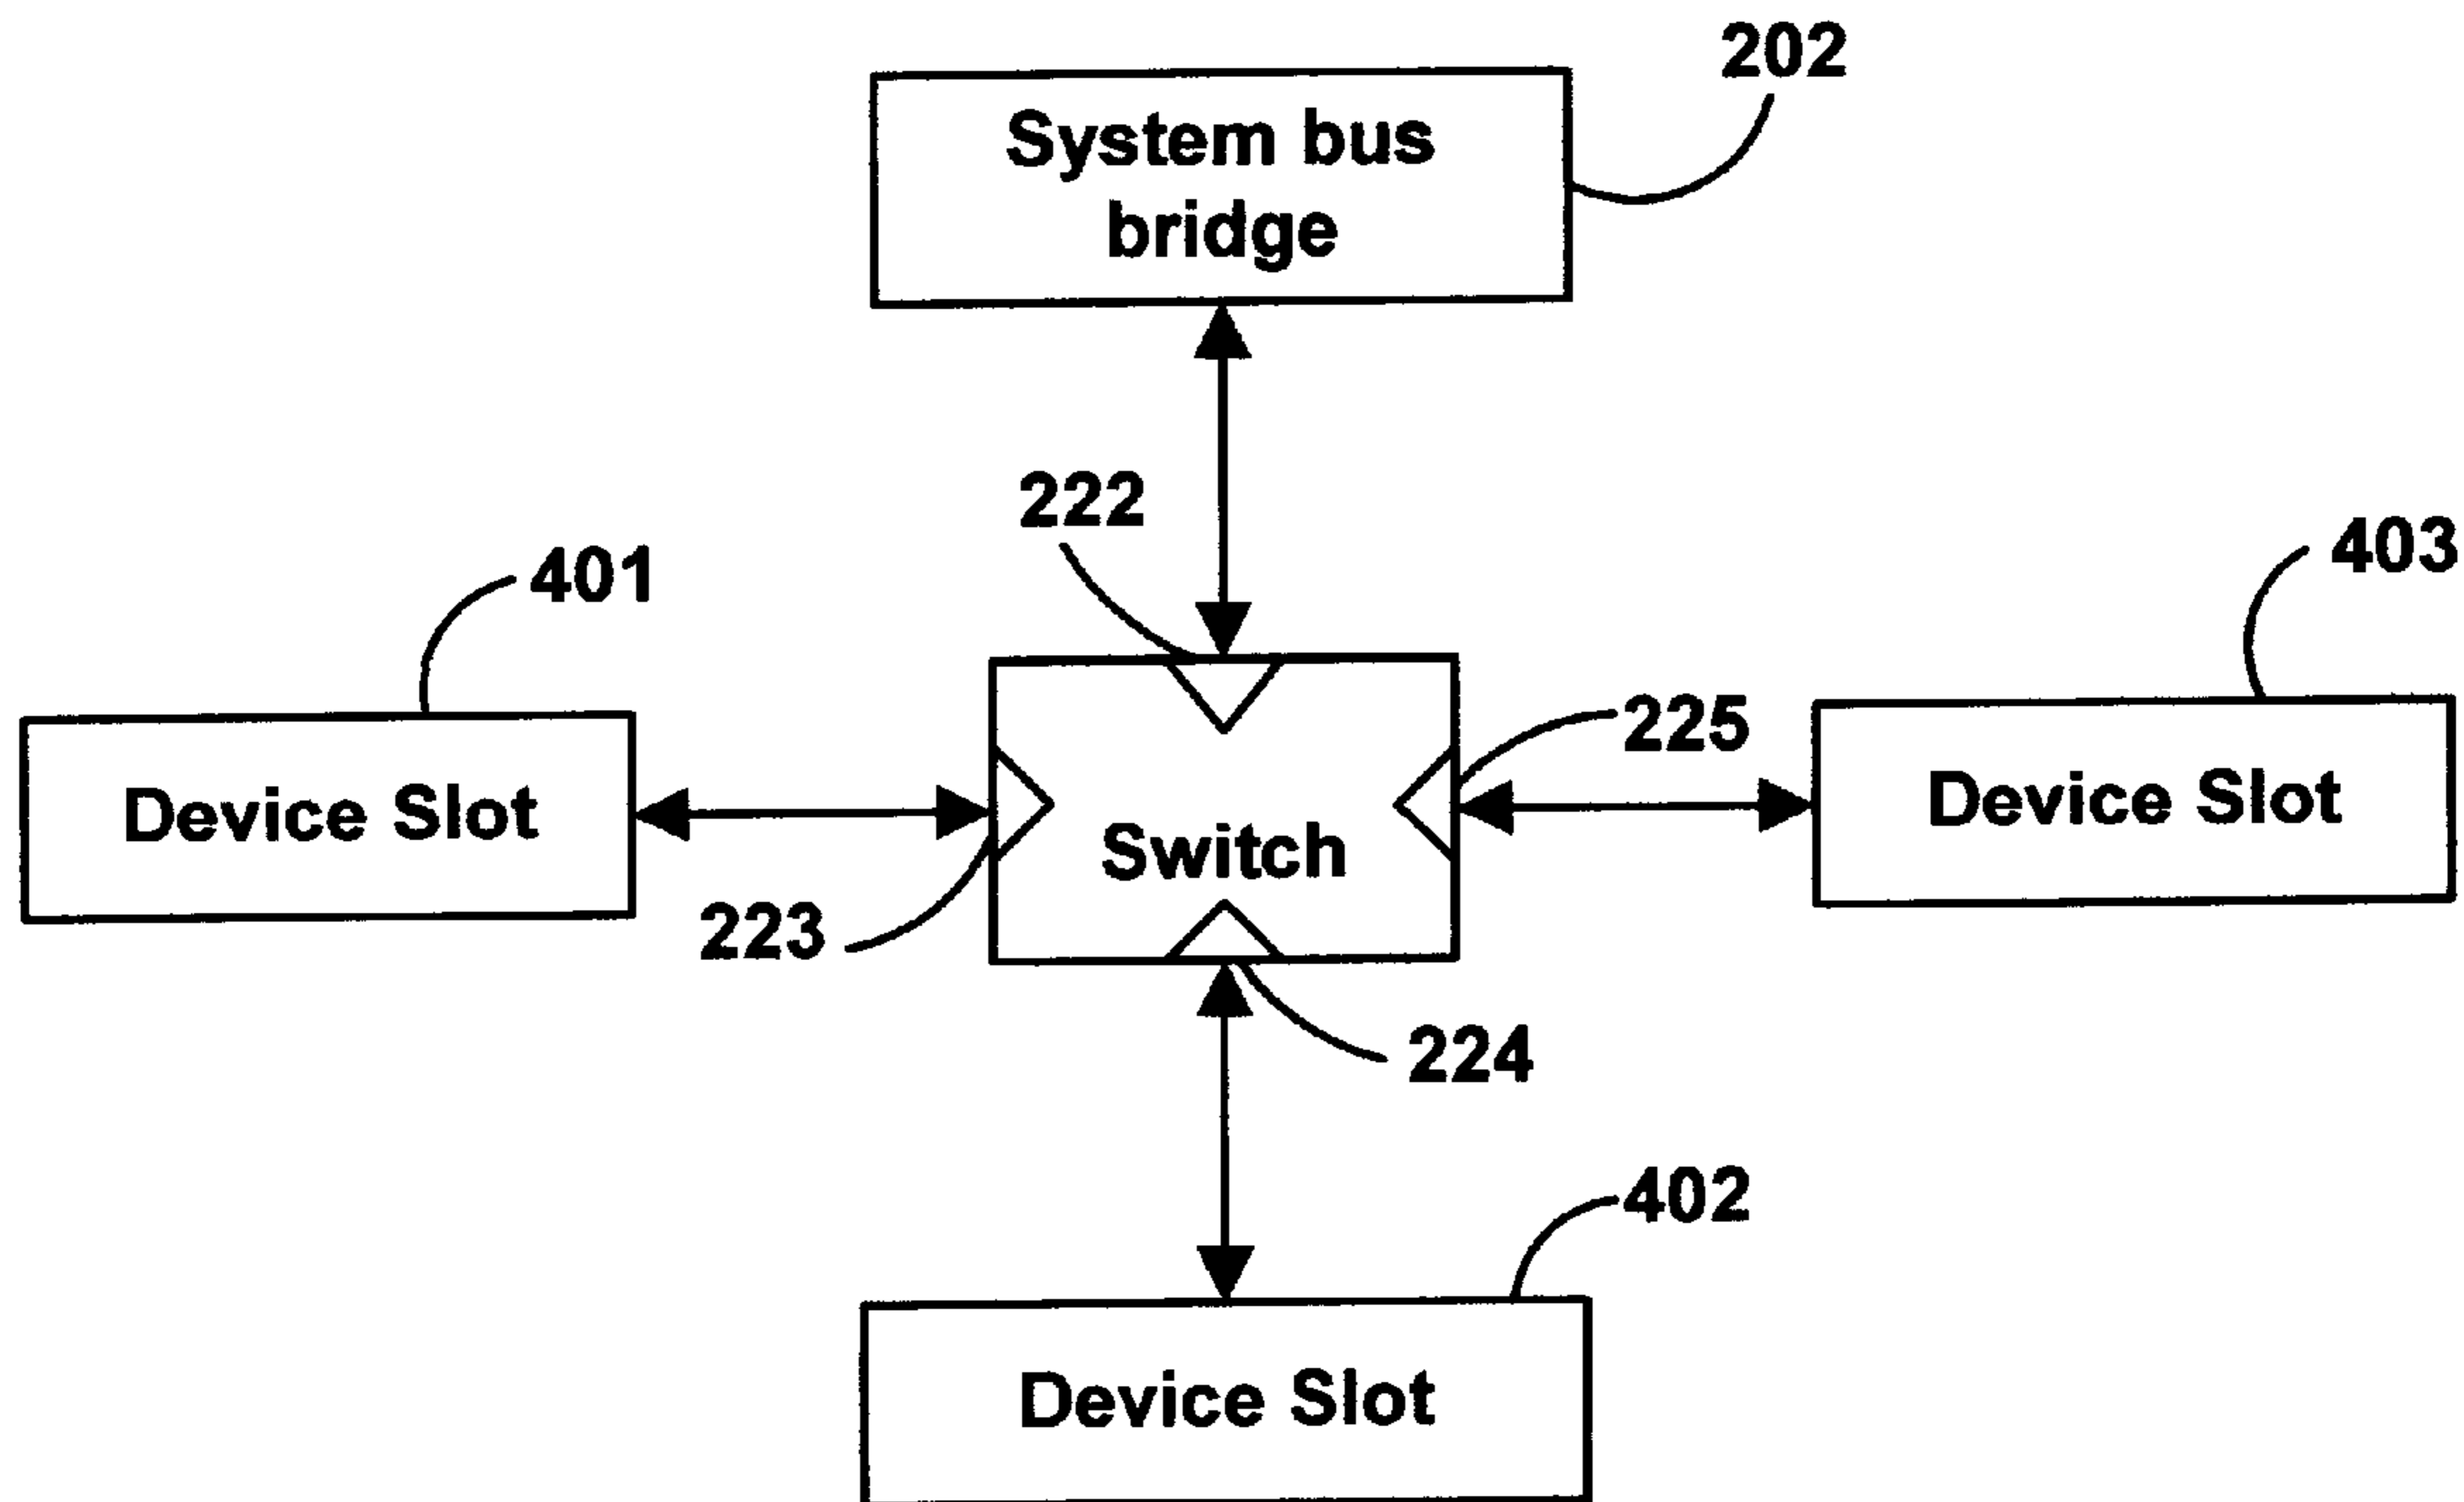 202
System bus
bridge
222
401
403
225
Device Slot
Device Slot
Switch
223
224
402
Device Slot